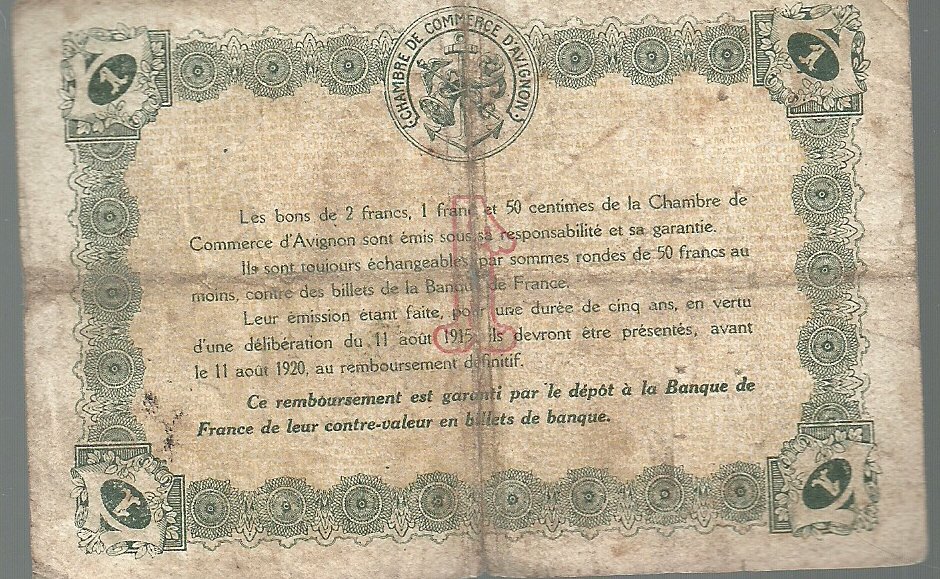 CHAMBRE DE COMMERCE D'AVIGNON
1 1
Les bons de 2 francs, 1 franc et 50 centimes de la Chambre de
Commerce d'Avignon sont émis sous sa responsabilité et sa garantie.
Ils sont toujours échangeables, par sommes rondes de 50 francs au
moins, contre des billets de la Banque de France.
Leur émission étant faite, pour une durée de cinq ans, en vertu
d'une délibération du 11 août 1915, ils devront être présentés, avant
le 11 août 1920, au remboursement définitif.
Ce remboursement est garanti par le dépôt à la Banque de
France de leur contre-valeur en billets de banque.
1
1 1